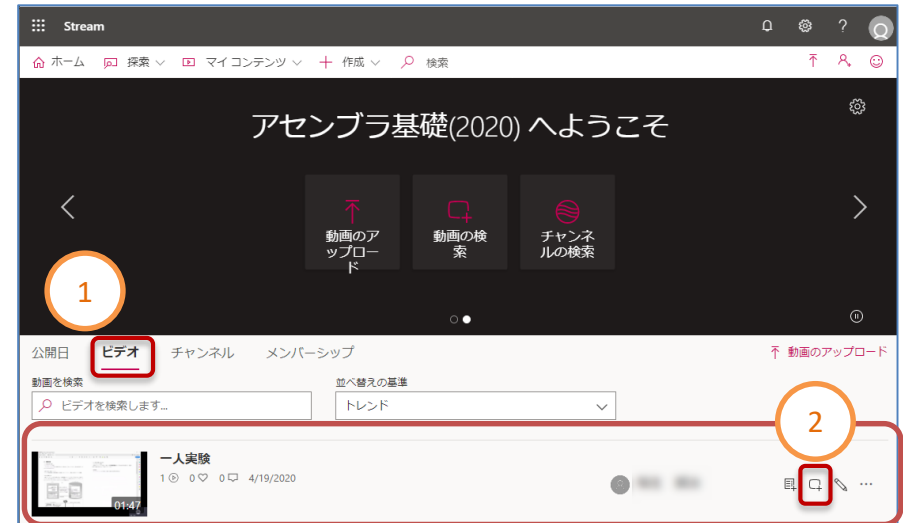 Stream
?
ホーム 探索 マイ コンテンツ 作成 検索
アセンブラ基礎(2020) へようこそ
動画のア
ップロー
ド
動画の検
索
チャンネ
ルの検索
1
公開日 ビデオ チャンネル メンバーシップ 動画のアップロード
動画を検索 並べ替えの基準
ビデオを検索します... トレンド
2
一人実験
1 0 0 4/19/2020
01:47